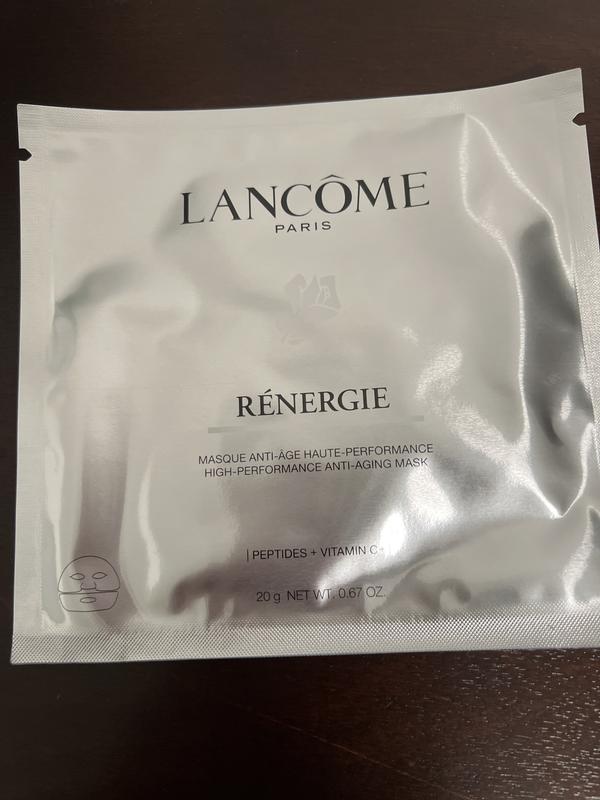 LANCÔME
PARIS
RÉNERGIE
MASQUE ANTI-ÂGE HAUTE-PERFORMANCE
HIGH-PERFORMANCE ANTI-AGING MASK
| PEPTIDES + VITAMIN C
20 g NET WT. 0.67 OZ.